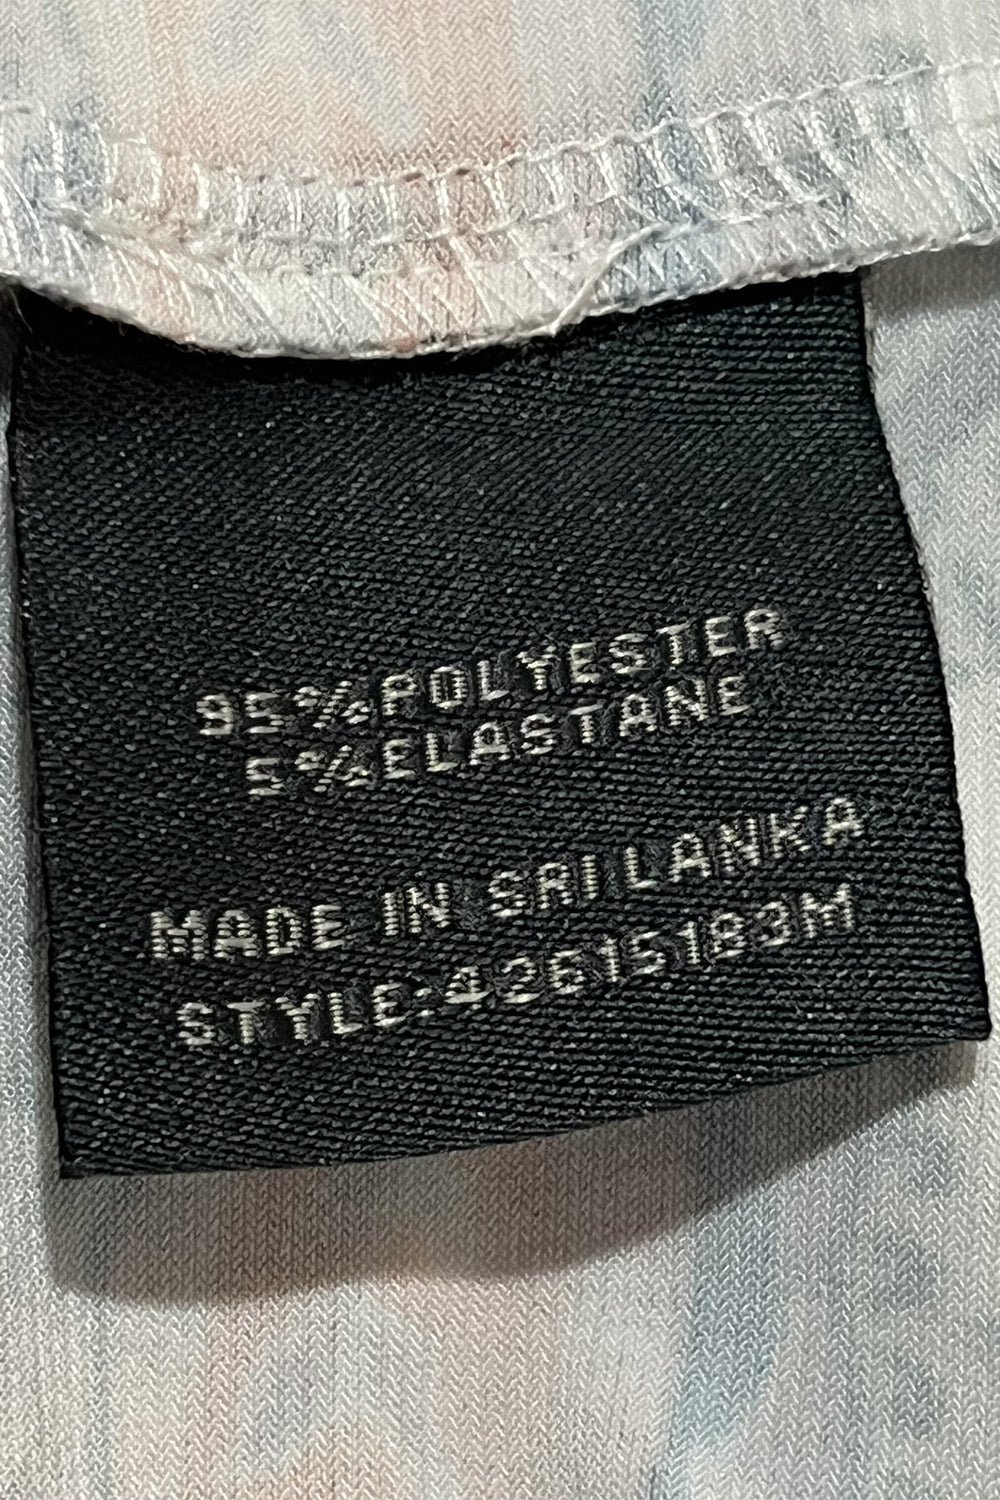 95%POLYESTER
5%ELASTANE
MADE IN SRI LANKA
STYLE:42615183M